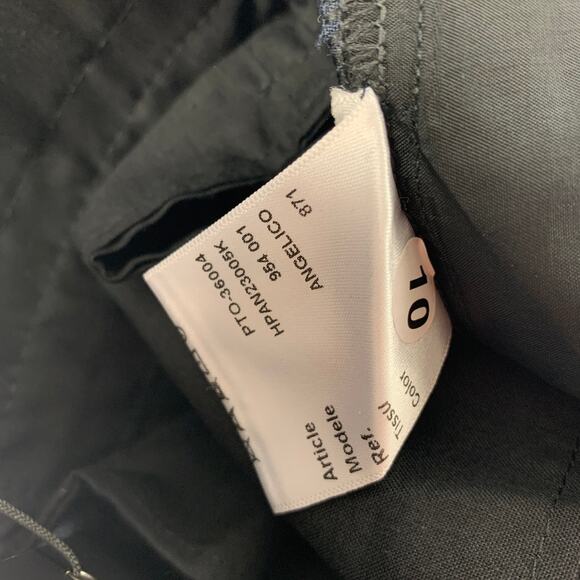 Article PTO-36004
Modele HPAN23005K
Ref. 954 001
Tissu ANGELICO
Color 871
10